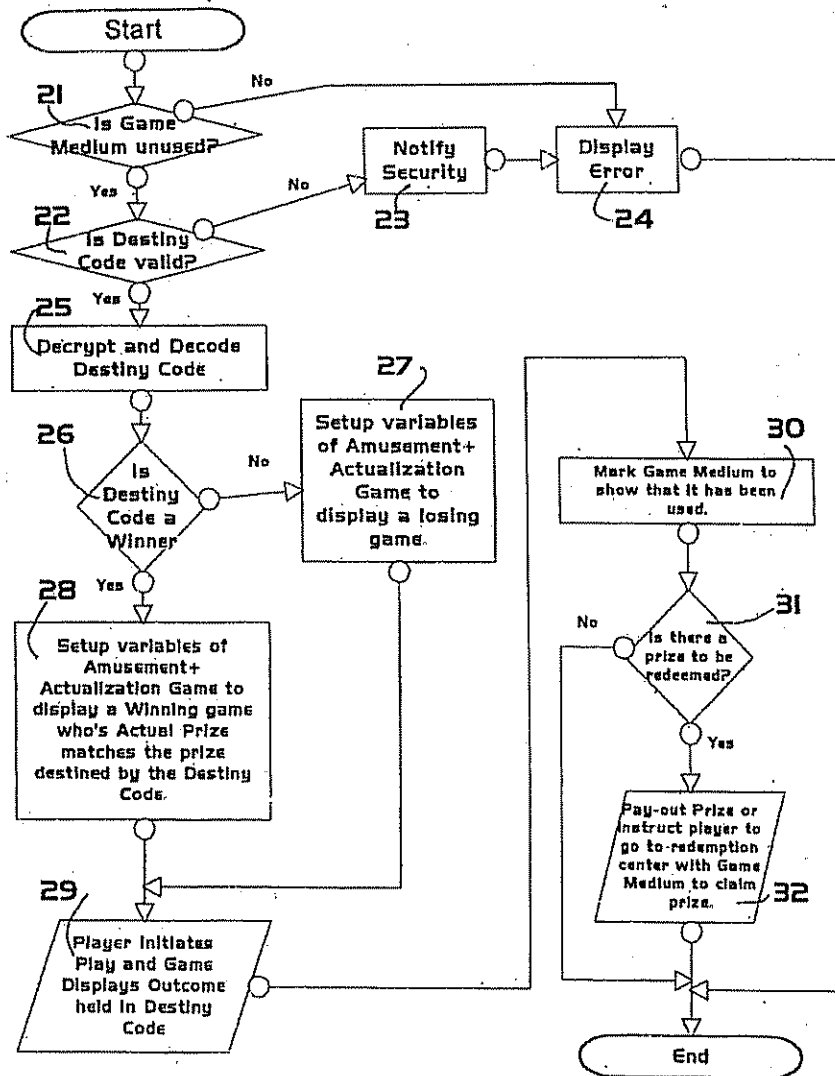 Start
No
21
Is Game
Medium unused?
Yes
Notify
Security
23
Display
Error
24
No
22
Is Destiny
Code valid?
Yes
25
Decrypt and Decode
Destiny Code
26
Is
Destiny
Code a
Winner
No
27
Setup variables
of Amusement+
Actualization
Game to
display a losing
game.
Yes
28
Setup variables of
Amusement+
Actualization Game to
display a Winning game
who's Actual Prize
matches the prize
destined by the Destiny
Code.
29
Player Initiates
Play and Game
Displays Outcome
held in Destiny
Code
30
Mark Game Medium to
show that it has been
used.
31
No
Is there a
prize to be
redeemed?
Yes
Pay-out Prize or
instruct player to
go to redemption
center with Game
Medium to claim
prize.
32
End